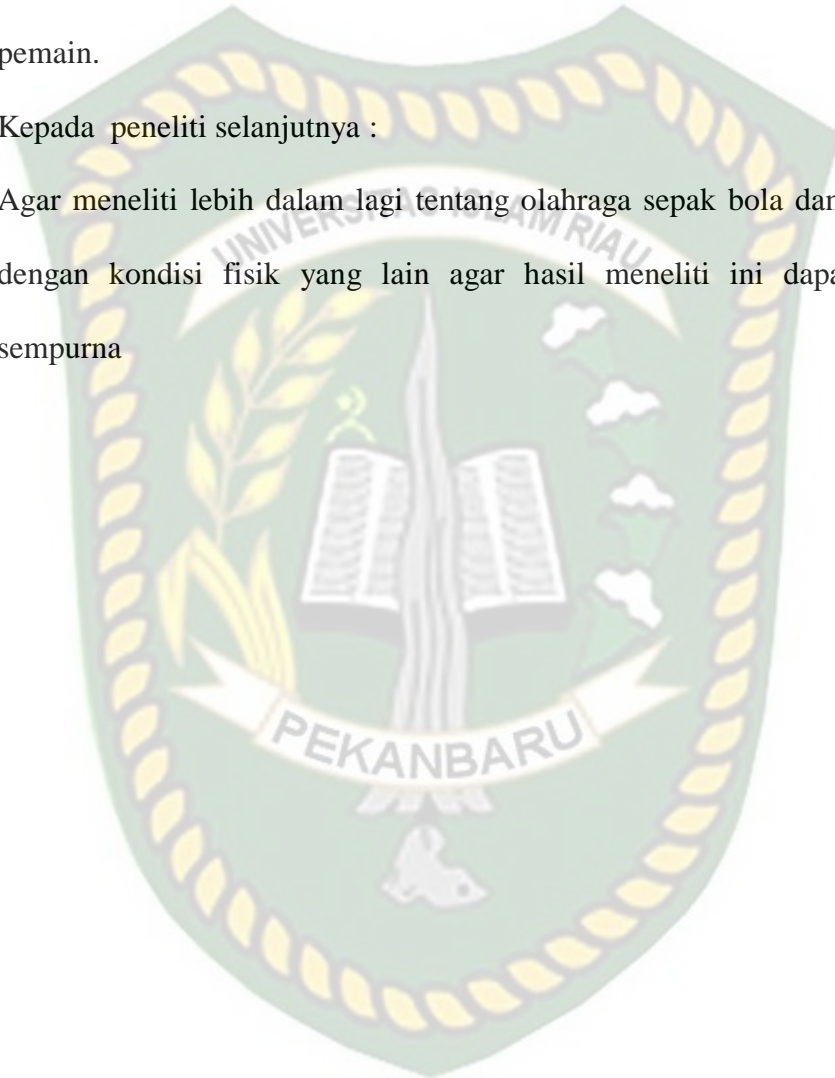 pemain.
Kepada peneliti selanjutnya :
Agar meneliti lebih dalam lagi tentang olahraga sepak bola dan
UNIVERSITAS ISLAM RIAU
dengan kondisi fisik yang lain agar hasil meneliti ini dapa
sempurna
PEKANBARU